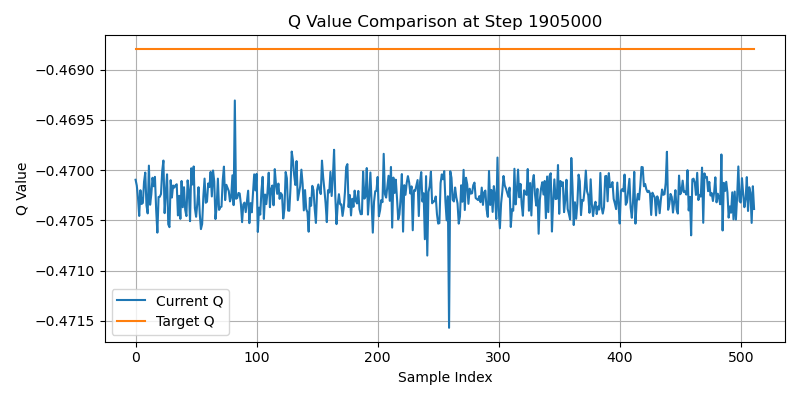 Q Value Comparison at Step 1905000
Q Value
−0.4690
−0.4695
−0.4700
−0.4705
−0.4710
−0.4715
Current Q
Target Q
0 100 200 300 400 500
Sample Index